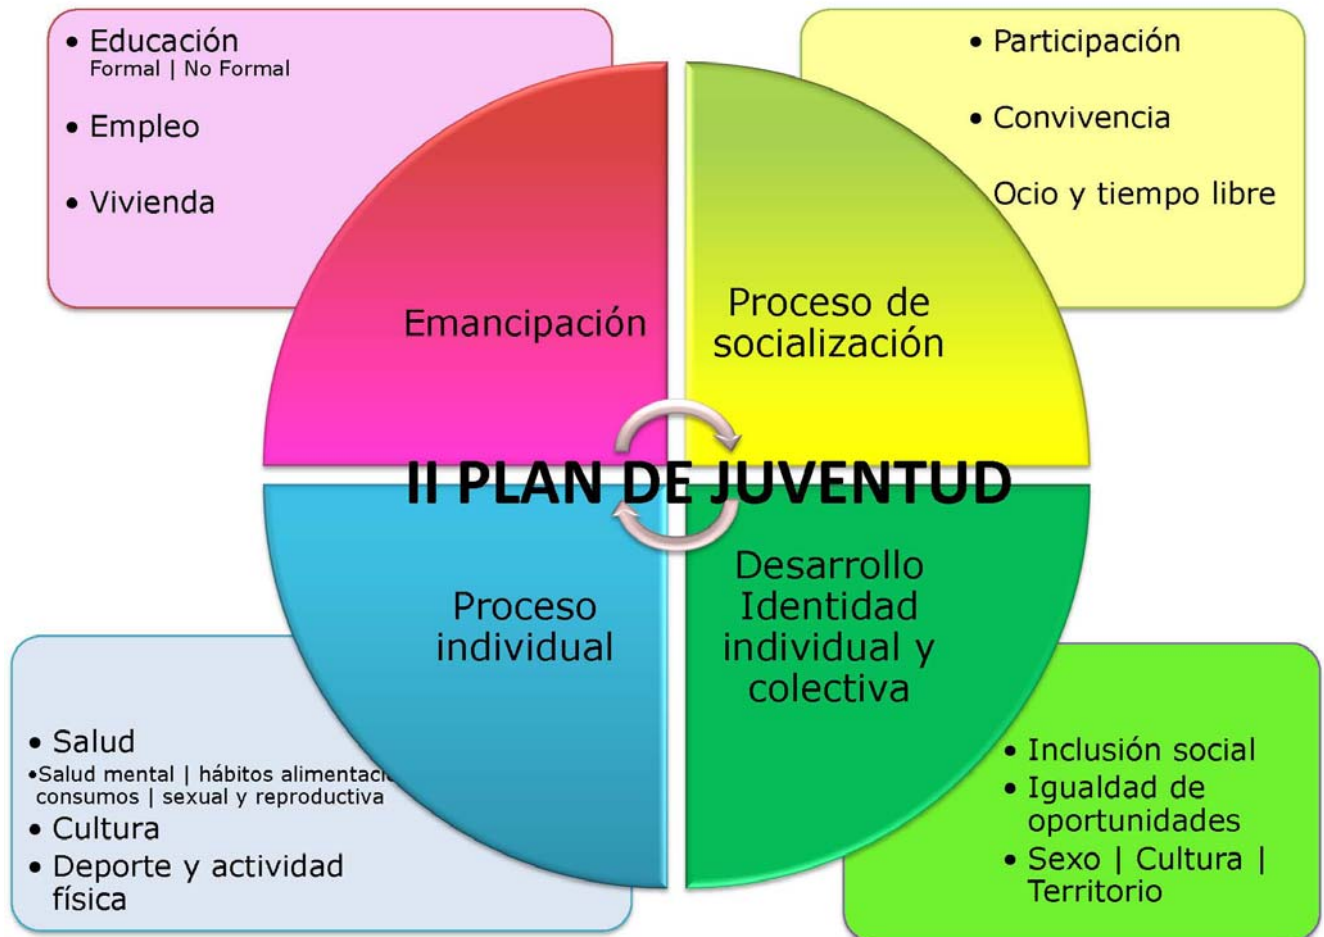 • Educación
Formal | No Formal
• Empleo
• Vivienda
• Participación
• Convivencia
Ocio y tiempo libre
Emancipación
Proceso de
socialización
II PLAN DE JUVENTUD
Proceso
individual
Desarrollo
Identidad
individual y
colectiva
• Salud
•Salud mental | hábitos
consumos | sexual y reproductiva
• Cultura
• Deporte y actividad
física
• Inclusión social
• Igualdad de
oportunidades
• Sexo | Cultura |
Territorio